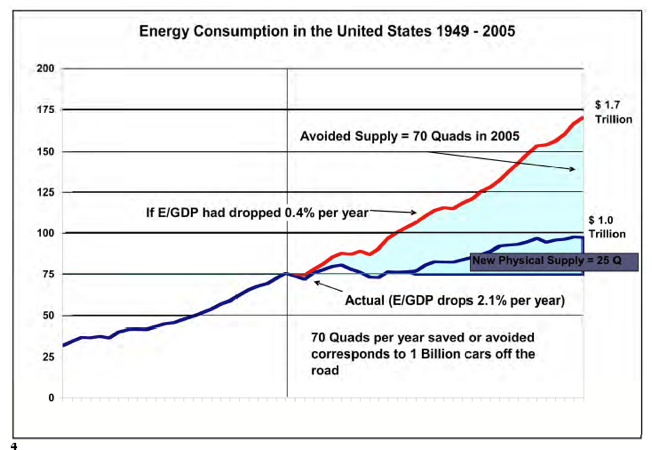 Energy Consumption in the United States 1949 - 2005
200
175
150
125
100
75
50
25
0
$ 1.7
Trillion
Avoided Supply = 70 Quads in 2005
If E/GDP had dropped 0.4% per year
$ 1.0
Trillion
New Physical Supply = 25 Q
Actual (E/GDP drops 2.1% per year)
70 Quads per year saved or avoided
corresponds to 1 Billion cars off the
road
4